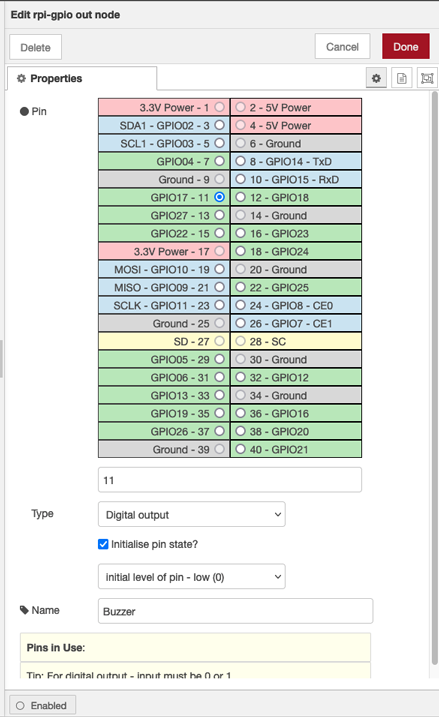 Edit rpi-gpio out node
Delete
Cancel
Done
Properties
Pin
3.3V Power - 1 2 - 5V Power
SDA1 - GPIO02 - 3 4 - 5V Power
SCL1 - GPIO03 - 5 6 - Ground
GPIO04 - 7 8 - GPIO14 - TxD
Ground - 9 10 - GPIO15 - RxD
GPIO17 - 11 12 - GPIO18
GPIO27 - 13 14 - Ground
GPIO22 - 15 16 - GPIO23
3.3V Power - 17 18 - GPIO24
MOSI - GPIO10 - 19 20 - Ground
MISO - GPIO09 - 21 22 - GPIO25
SCLK - GPIO11 - 23 24 - GPIO8 - CE0
Ground - 25 26 - GPIO7 - CE1
SD - 27 28 - SC
GPIO05 - 29 30 - Ground
GPIO06 - 31 32 - GPIO12
GPIO13 - 33 34 - Ground
GPIO19 - 35 36 - GPIO16
GPIO26 - 37 38 - GPIO20
Ground - 39 40 - GPIO21
11
Type Digital output
Initialise pin state?
initial level of pin - low (0)
Name Buzzer
Pins in Use:
Tip: For digital output - input must be 0 or 1
Enabled